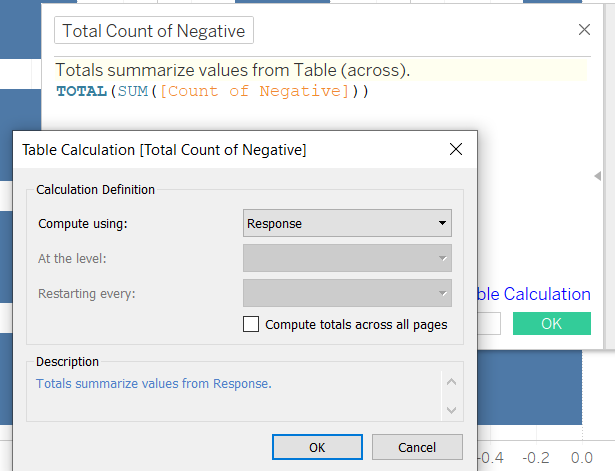 Total Count of Negative
Totals summarize values from Table (across).
TOTAL(SUM([Count of Negative]))
Table Calculation [Total Count of Negative]
Calculation Definition
Compute using:
Response
At the level:
Restarting every:
Compute totals across all pages
Description
Totals summarize values from Response.
OK
Cancel
ble Calculation
OK
-0.4 -0.2 0.0